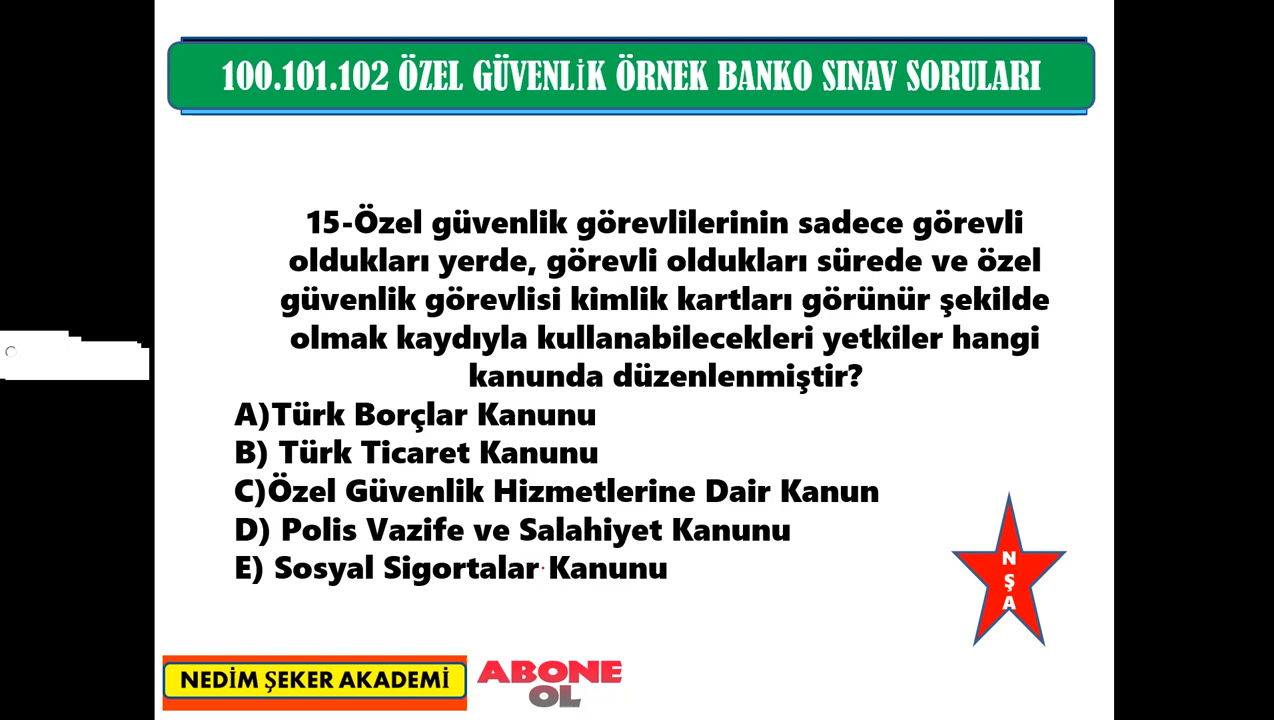 100.101.102 ÖZEL GÜVENLİK ÖRNEK BANKO SINAV SORULARI
15-Özel güvenlik görevlilerinin sadece görevli
oldukları yerde, görevli oldukları sürede ve özel
güvenlik görevlisi kimlik kartları görünür şekilde
olmak kaydıyla kullanabilecekleri yetkiler hangi
kanunda düzenlenmiştir?
A)Türk Borçlar Kanunu
B) Türk Ticaret Kanunu
C)Özel Güvenlik Hizmetlerine Dair Kanun
D) Polis Vazife ve Salahiyet Kanunu
E) Sosyal Sigortalar Kanunu
N
Ş
A
NEDİM ŞEKER AKADEMİ
ABONE
OL